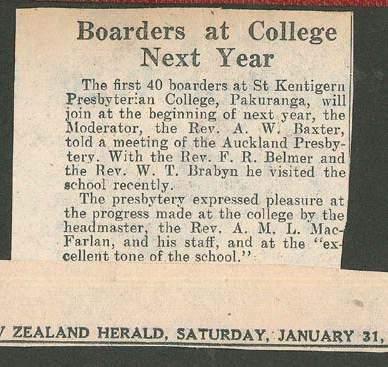 Boarders at College
Next Year
The first 40 boarders at St Kentigern
Presbyterian College, Pakuranga, will
join at the beginning of next year, the
Moderator, the Rev. A. W. Baxter,
told a meeting of the Auckland Presby-
tery. With the Rev. F. R. Belmer and
the Rev. W. T. Brabyn he visited the
school recently.
The presbytery expressed pleasure at
the progress made at the college by the
headmaster, the Rev. A. M. L. Mac-
Farlan, and his staff, and at the "ex-
cellent tone of the school."
ZEALAND HERALD, SATURDAY, JANUARY 31,